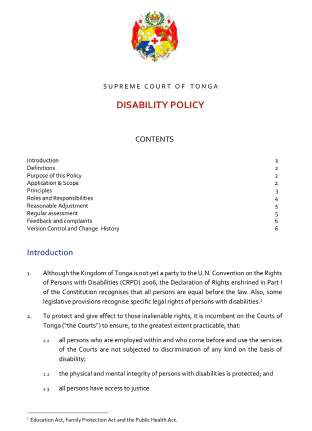 SUPREME COURT OF TONGA
DISABILITY POLICY
CONTENTS
Introduction 1
Definitions 2
Purpose of this Policy 2
Application & Scope 2
Principles 3
Roles and Responsibilities 4
Reasonable Adjustment 5
Regular assessment 5
Feedback and complaints 6
Version Control and Change History 6
Introduction
1. Although the Kingdom of Tonga is not yet a party to the U.N. Convention on the Rights
of Persons with Disabilities (CRPD) 2006, the Declaration of Rights enshrined in Part I
of the Constitution recognises that all persons are equal before the law. Also, some
legislative provisions recognise specific legal rights of persons with disabilities.¹
2. To protect and give effect to those inalienable rights, it is incumbent on the Courts of
Tonga ("the Courts") to ensure, to the greatest extent practicable, that:
2.1 all persons who are employed within and who come before and use the services
of the Courts are not subjected to discrimination of any kind on the basis of
disability;
2.2 the physical and mental integrity of persons with disabilities is protected; and
2.3 all persons have access to justice.
¹ Education Act, Family Protection Act and the Public Health Act.